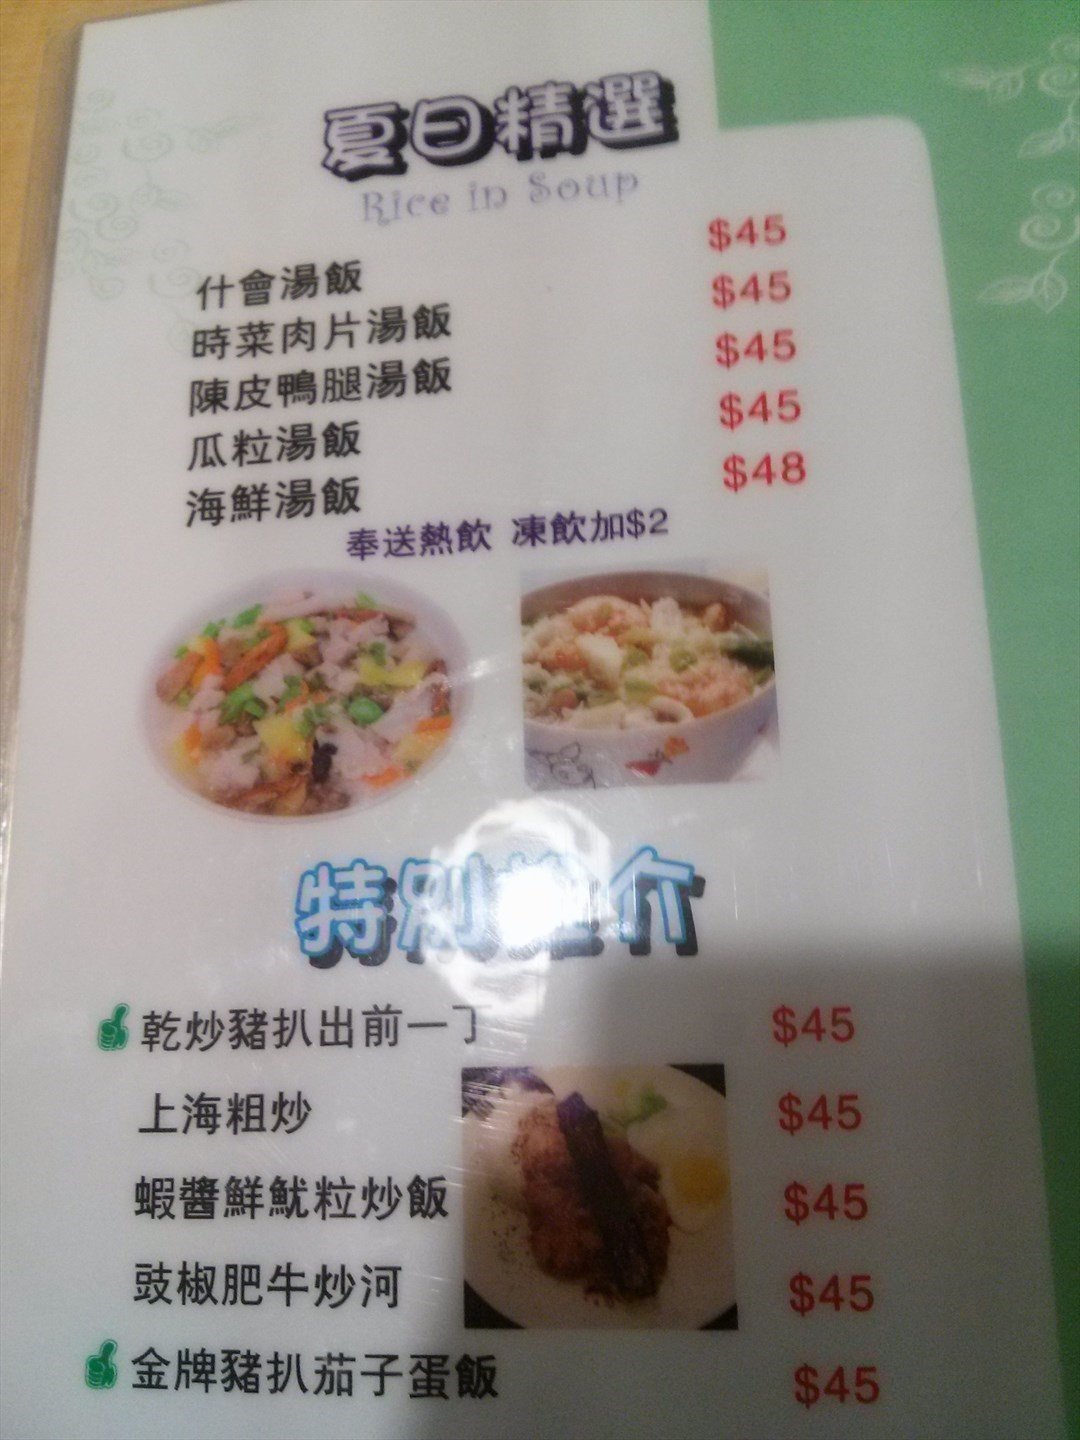 夏日精選
Rice in Soup
什會湯飯 $45
時菜肉片湯飯 $45
陳皮鴨腿湯飯 $45
瓜粒湯飯 $45
海鮮湯飯 $48
奉送熱飲 凍飲加$2
特別推介
乾炒豬扒出前一丁 $45
上海粗炒 $45
蝦醬鮮魷粒炒飯 $45
豉椒肥牛炒河 $45
金牌豬扒茄子蛋飯 $45